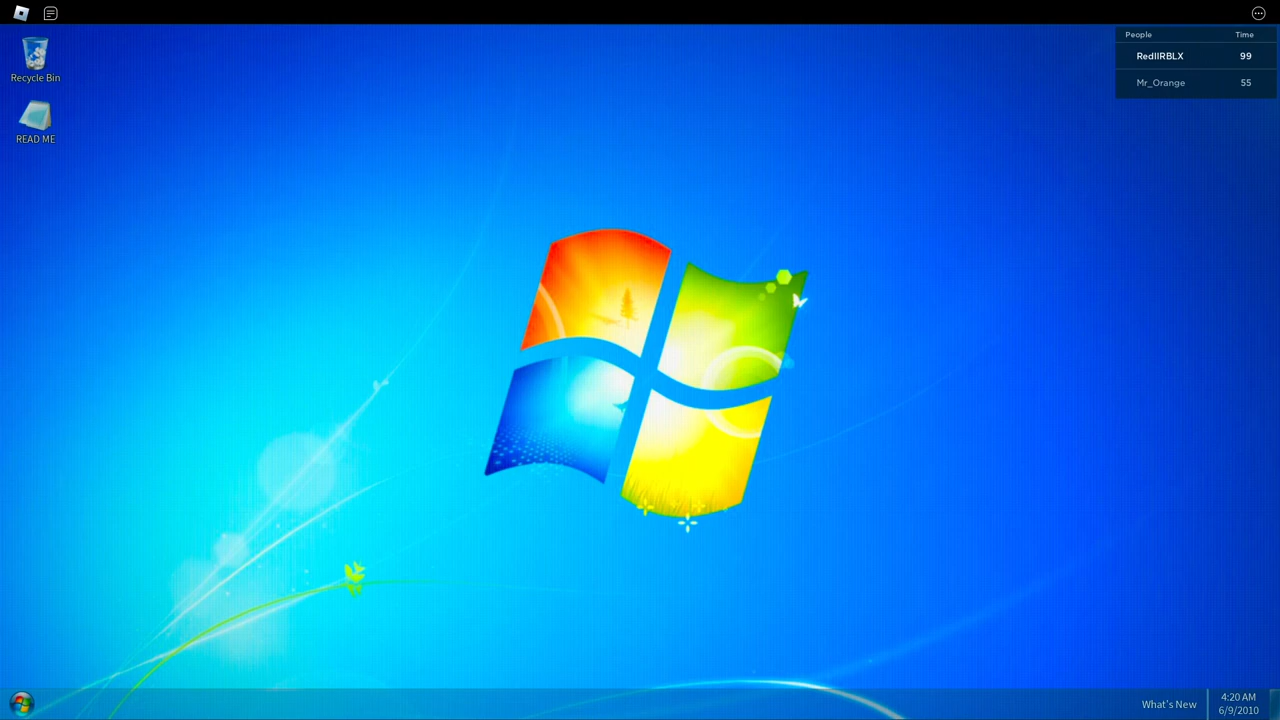 People Time
RedIIRBLX 99
Mr_Orange 55
Recycle Bin
READ ME
What's New
4:20 AM
6/9/2010